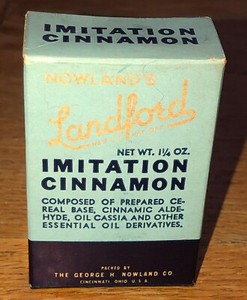 IMITATION
CINNAMON
NOWLAND'S
Landford
NET WT. 1¼ OZ.
IMITATION
CINNAMON
COMPOSED OF PREPARED CE-
REAL BASE, CINNAMIC ALDE-
HYDE, OIL CASSIA AND OTHER
ESSENTIAL OIL DERIVATIVES.
PACKED BY
THE GEORGE H. NOWLAND CO.
CINCINNATI, OHIO U.S.A.